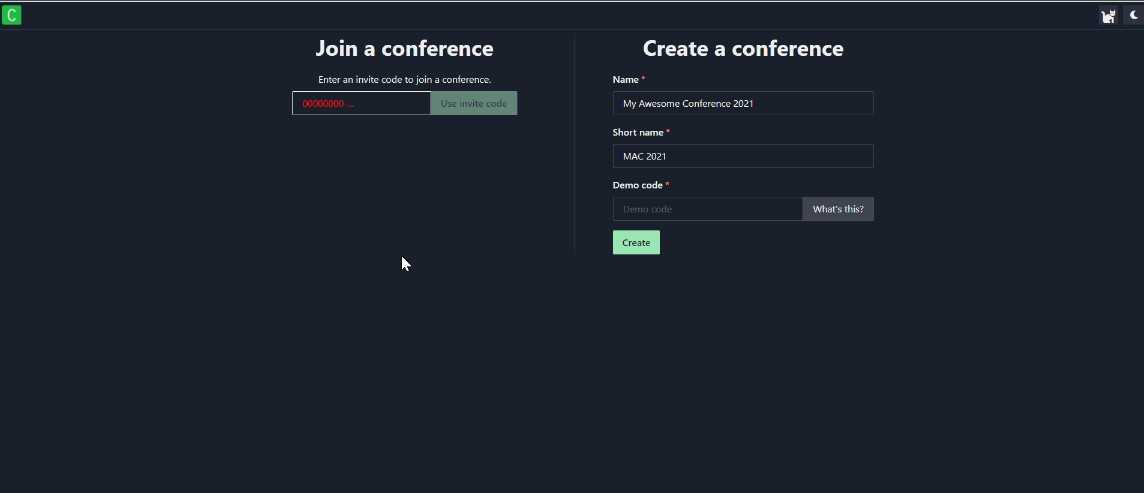 C
Join a conference
Enter an invite code to join a conference.
00000000-...
Use invite code
Create a conference
Name *
My Awesome Conference 2021
Short name *
MAC 2021
Demo code *
Demo code
What's this?
Create